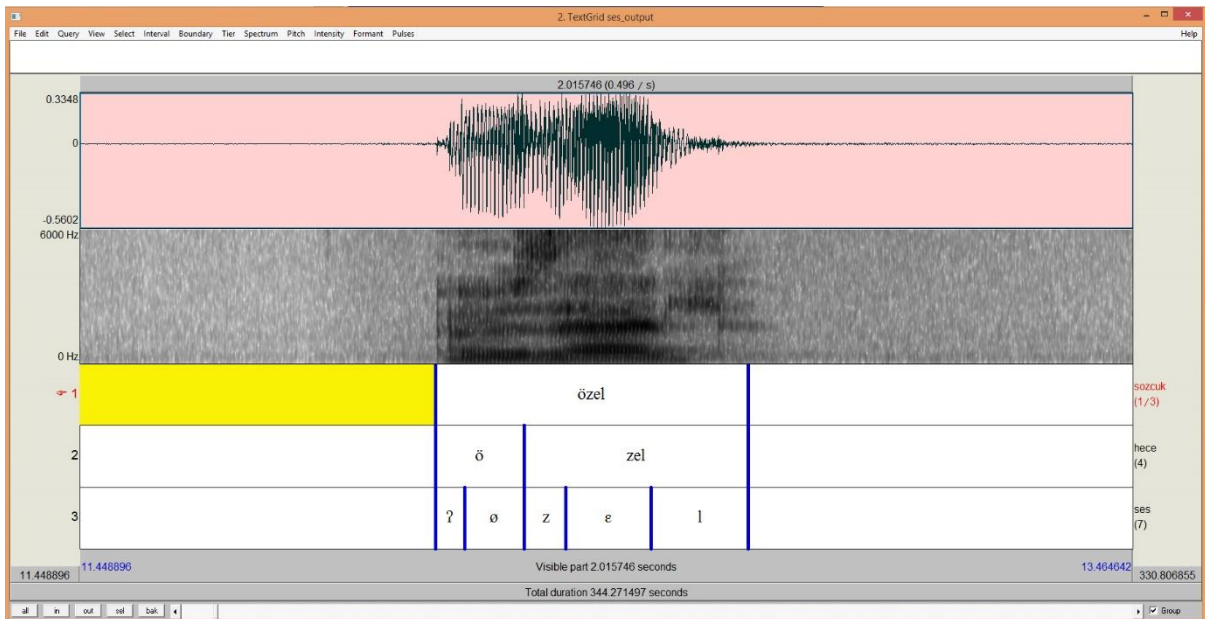 2. TextGrid ses_output
File Edit Query View Select Interval Boundary Tier Spectrum Pitch Intensity Formant Pulses Help
2.015746 (0.496 / s)
0.3348
0
-0.5602
6000 Hz
0 Hz
☞ 1 özel sozcuk
(1/3)
2 ö zel hece
(4)
3 ʔ ø z ɛ l ses
(7)
11.448896 11.448896 Visible part 2.015746 seconds 13.464642 330.806855
Total duration 344.271497 seconds
all in out sel bak Group